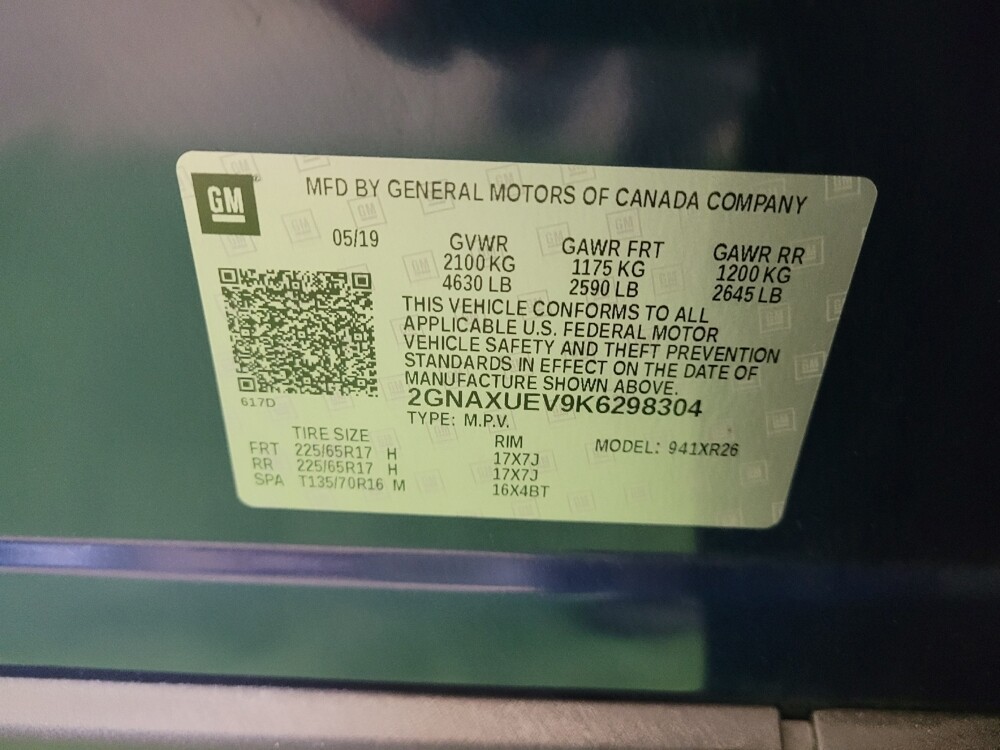 GM
MFD BY GENERAL MOTORS OF CANADA COMPANY
05/19
GVWR GAWR FRT GAWR RR
2100 KG 1175 KG 1200 KG
4630 LB 2590 LB 2645 LB
THIS VEHICLE CONFORMS TO ALL
APPLICABLE U.S. FEDERAL MOTOR
VEHICLE SAFETY AND THEFT PREVENTION
STANDARDS IN EFFECT ON THE DATE OF
MANUFACTURE SHOWN ABOVE.
617D
2GNAXUEV9K6298304
TYPE: M.P.V.
TIRE SIZE RIM MODEL: 941XR26
FRT 225/65R17 H 17X7J
RR 225/65R17 H 17X7J
SPA T135/70R16 M 16X4BT